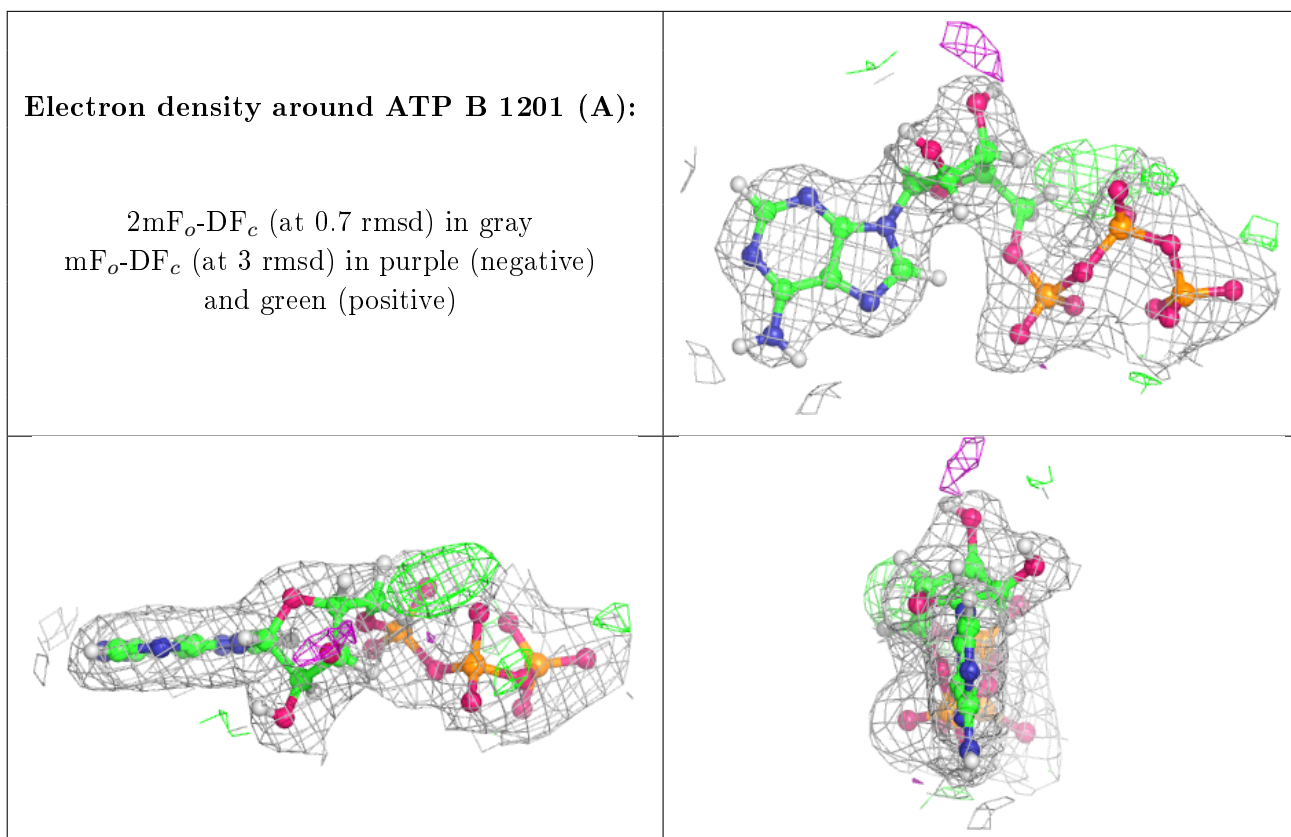 Electron density around ATP B 1201 (A):
2mFₒ-DF𝒸 (at 0.7 rmsd) in gray
mFₒ-DF𝒸 (at 3 rmsd) in purple (negative)
and green (positive)